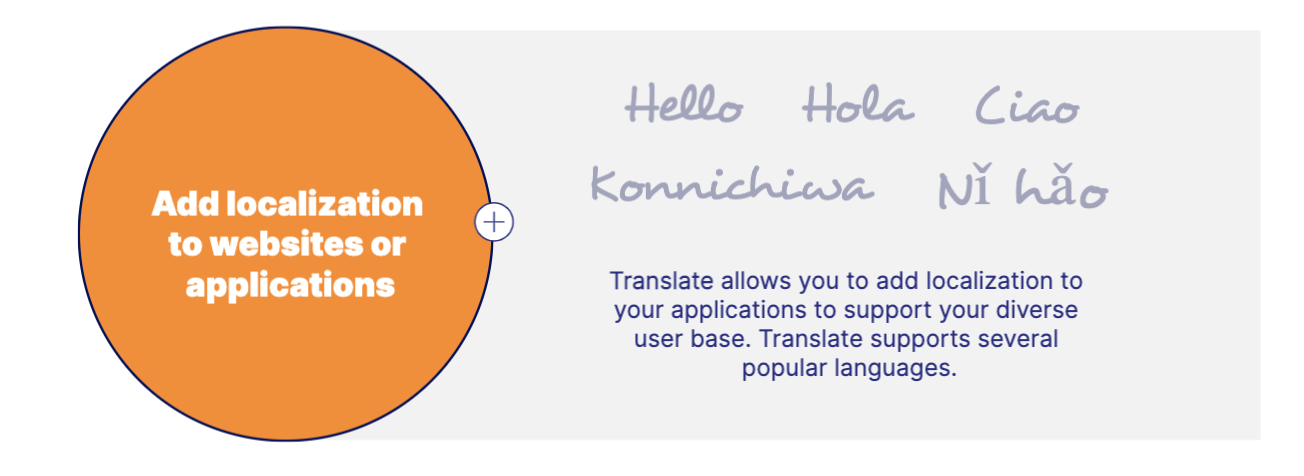 Add localization
to websites or
applications
Hello Hola Ciao
Konnichiwa Nǐ hǎo
Translate allows you to add localization to
your applications to support your diverse
user base. Translate supports several
popular languages.